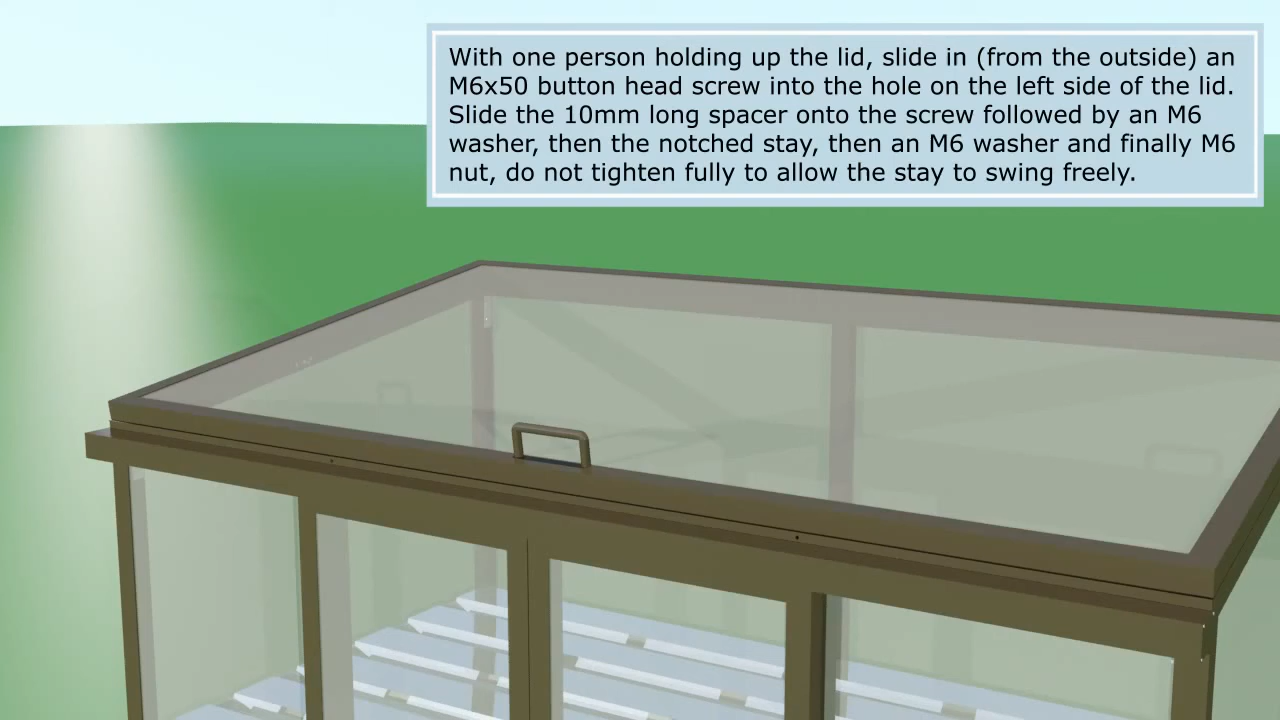 With one person holding up the lid, slide in (from the outside) an
M6x50 button head screw into the hole on the left side of the lid.
Slide the 10mm long spacer onto the screw followed by an M6
washer, then the notched stay, then an M6 washer and finally M6
nut, do not tighten fully to allow the stay to swing freely.